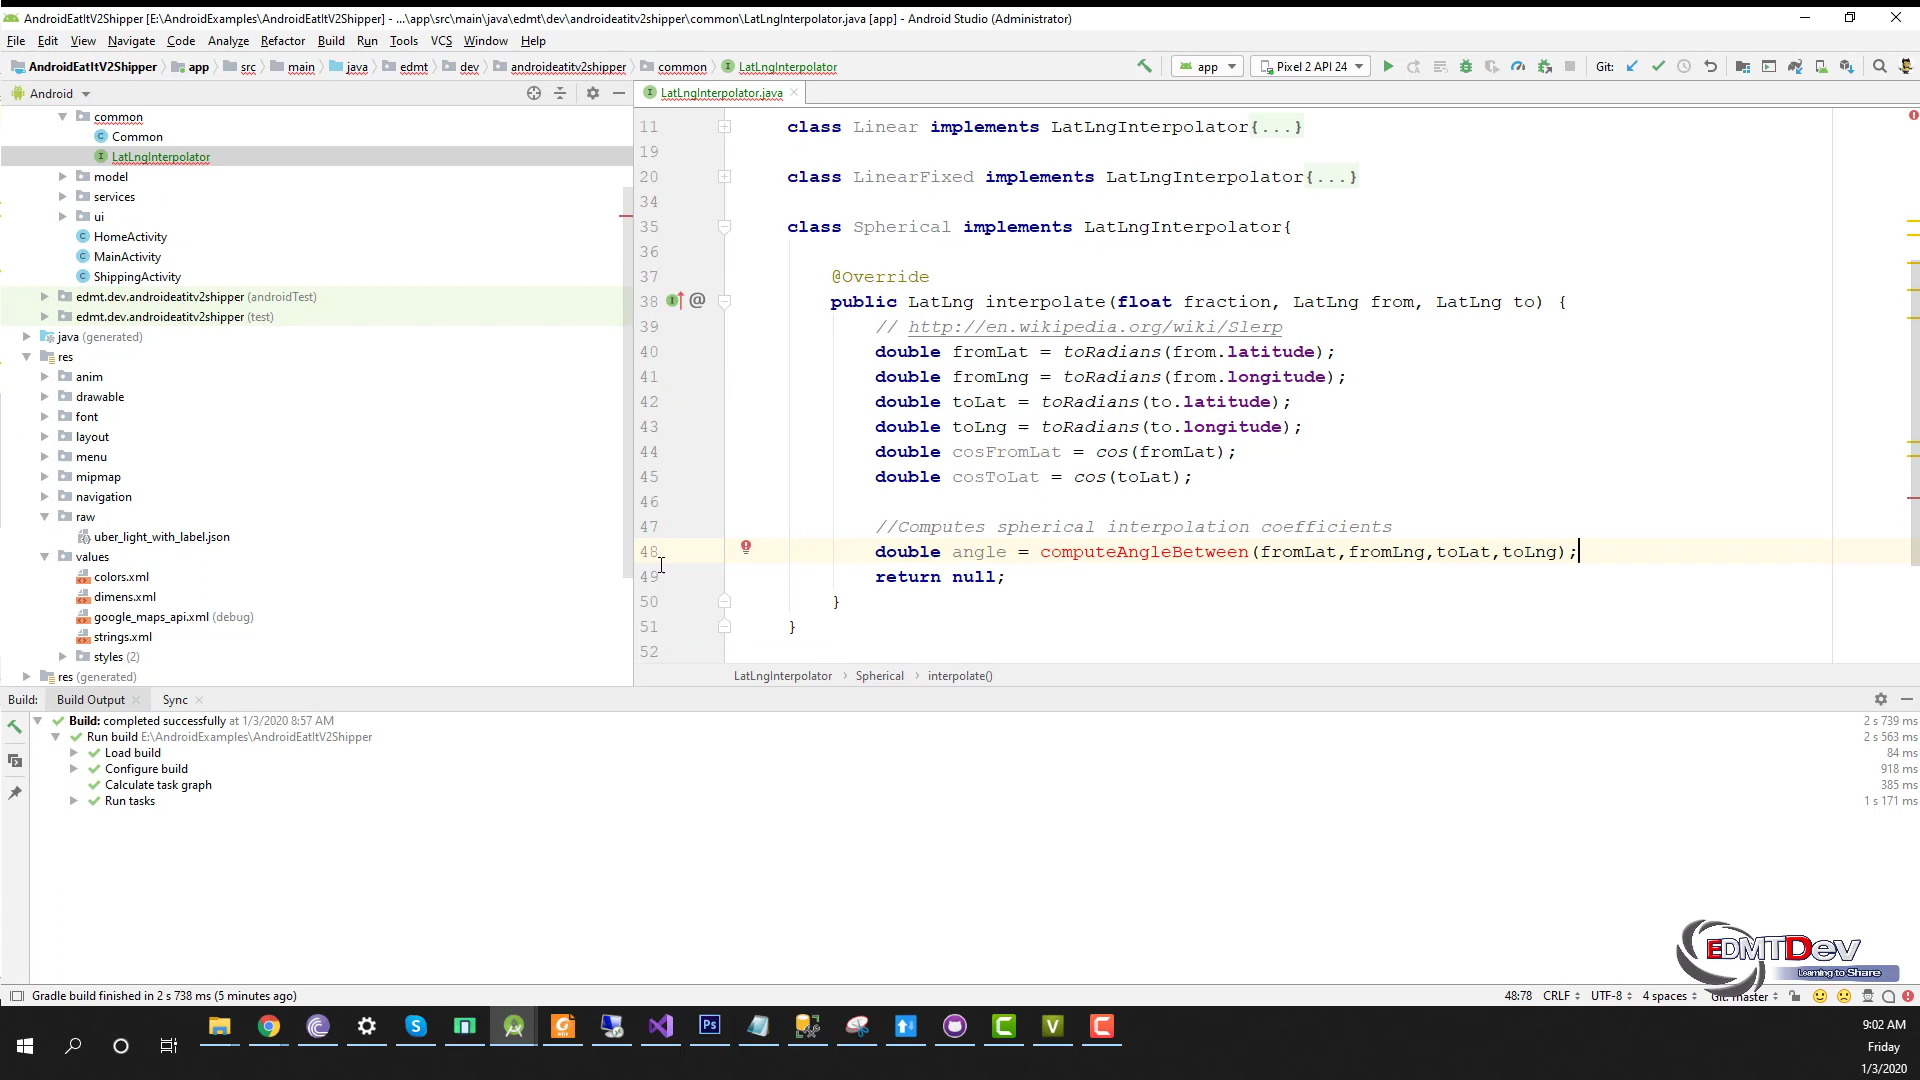 AndroidEatItV2Shipper [E:\AndroidExamples\AndroidEatItV2Shipper] - ...\app\src\main\java\edmt\dev\androideatitv2shipper\common\LatLngInterpolator.java [app] - Android Studio (Administrator)
File Edit View Navigate Code Analyze Refactor Build Run Tools VCS Window Help
AndroidEatItV2Shipper app src main java edmt dev androideatitv2shipper common LatLngInterpolator app Pixel 2 API 24 Git:
Android LatLngInterpolator.java
common
Common
LatLngInterpolator
model
services
ui
HomeActivity
MainActivity
ShippingActivity
edmt.dev.androideatitv2shipper (androidTest)
edmt.dev.androideatitv2shipper (test)
java (generated)
res
anim
drawable
font
layout
menu
mipmap
navigation
raw
uber_light_with_label.json
values
colors.xml
dimens.xml
google_maps_api.xml (debug)
strings.xml
styles (2)
res (generated)
11 class Linear implements LatLngInterpolator{...}
19
20 class LinearFixed implements LatLngInterpolator{...}
34
35 class Spherical implements LatLngInterpolator{
36
37 @Override
38 @ public LatLng interpolate(float fraction, LatLng from, LatLng to) {
39 // http://en.wikipedia.org/wiki/Slerp
40 double fromLat = toRadians(from.latitude);
41 double fromLng = toRadians(from.longitude);
42 double toLat = toRadians(to.latitude);
43 double toLng = toRadians(to.longitude);
44 double cosFromLat = cos(fromLat);
45 double cosToLat = cos(toLat);
46
47 //Computes spherical interpolation coefficients
48 double angle = computeAngleBetween(fromLat,fromLng,toLat,toLng);
49 return null;
50 }
51 }
52
LatLngInterpolator › Spherical › interpolate()
Build: Build Output Sync
Build: completed successfully at 1/3/2020 8:57 AM 2 s 739 ms
Run build E:\AndroidExamples\AndroidEatItV2Shipper 2 s 563 ms
Load build 84 ms
Configure build 918 ms
Calculate task graph 385 ms
Run tasks 1 s 171 ms
EDMTDev
Learning to Share
Gradle build finished in 2 s 738 ms (5 minutes ago) 48:78 CRLF UTF-8 4 spaces Git: master
9:02 AM
Friday
1/3/2020